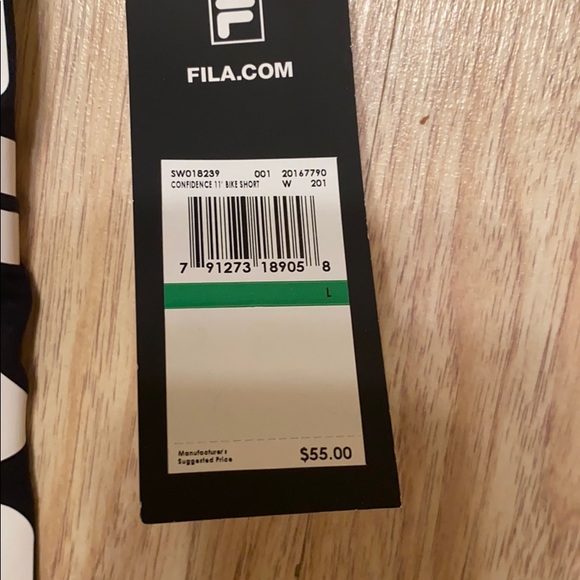 FILA.COM
SW018239 001 20167790
CONFIDENCE 11" BIKE SHORT W 201
7 91273 18905 8
L
Manufacturers
Suggested Price $55.00